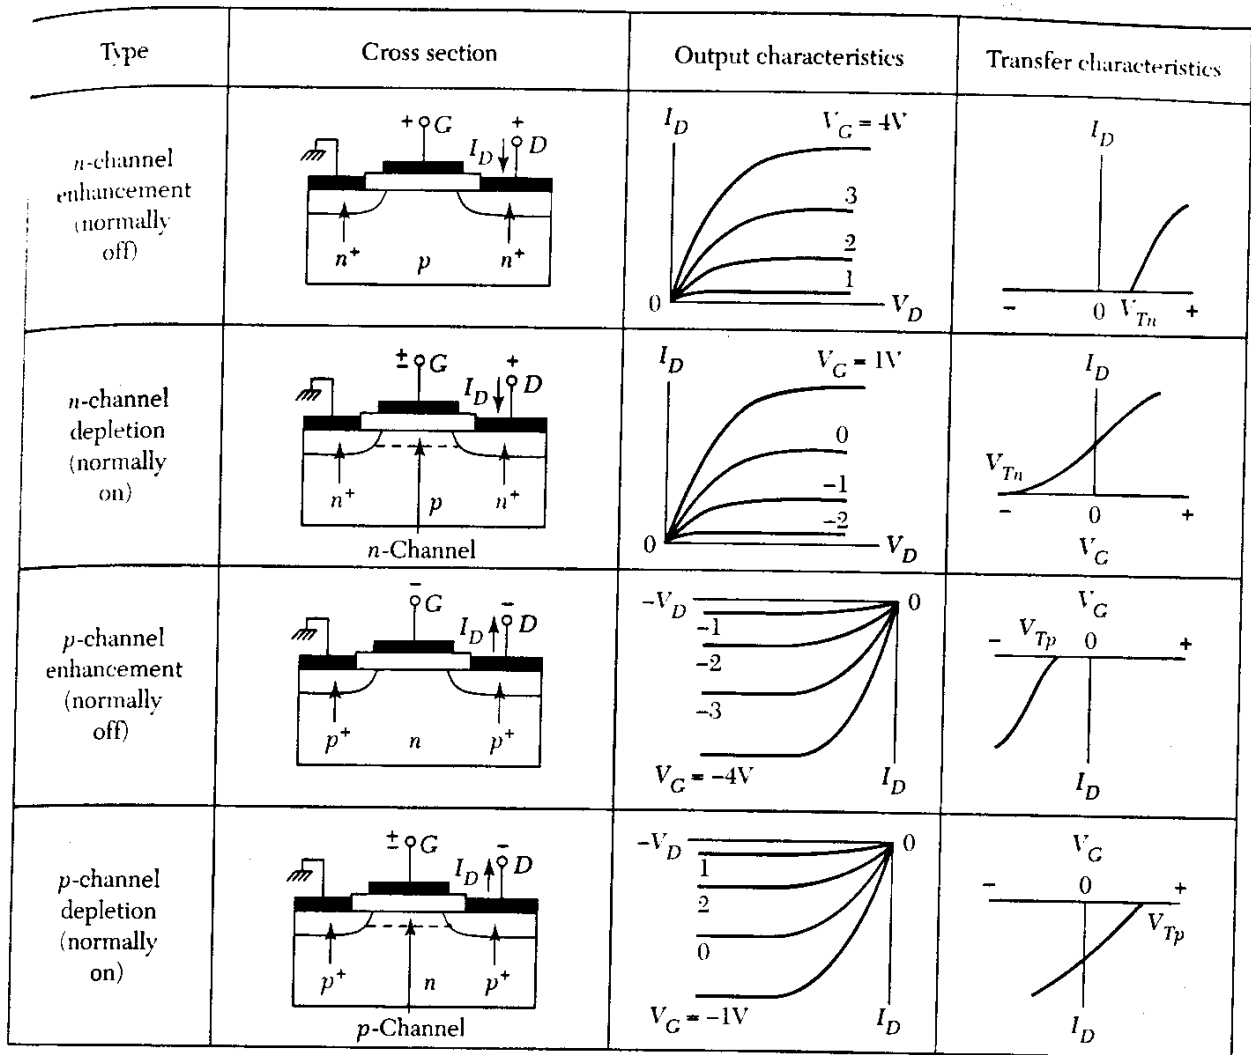 Type Cross section Output characteristics Transfer characteristics
n-channel
enhancement
(normally
off)
+ G
I_D + D
n+ p n+
I_D V_G = 4V
3
2
1
0 V_D
I_D
- 0 V_Tn +
n-channel
depletion
(normally
on)
± G
I_D + D
n+ p n+
n-Channel
I_D V_G = 1V
0
-1
-2
0 V_D
I_D
V_Tn
- 0 +
V_G
p-channel
enhancement
(normally
off)
- G
I_D - D
p+ n p+
-V_D 0
-1
-2
-3
V_G = -4V I_D
V_G
- V_Tp 0 +
I_D
p-channel
depletion
(normally
on)
± G
I_D - D
p+ n p+
p-Channel
-V_D 0
1
2
0
V_G = -1V I_D
V_G
- 0 +
V_Tp
I_D